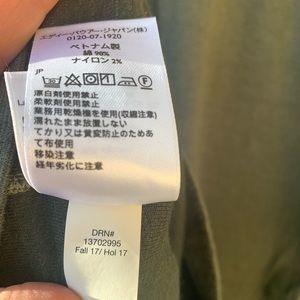 エディー・バウアー・ジャパン(株)
0120-07-1920
ベトナム製
綿 98%
ナイロン 2%
JP
漂白剤使用禁止
柔軟剤使用禁止
業務用乾燥機の使用(収縮注意)
濡れたまま放置しない
てかり又は黄変防止のためあ
て布使用
移染注意
経年劣化に注意
DRN#
13702995
Fall 17/ Hol 17